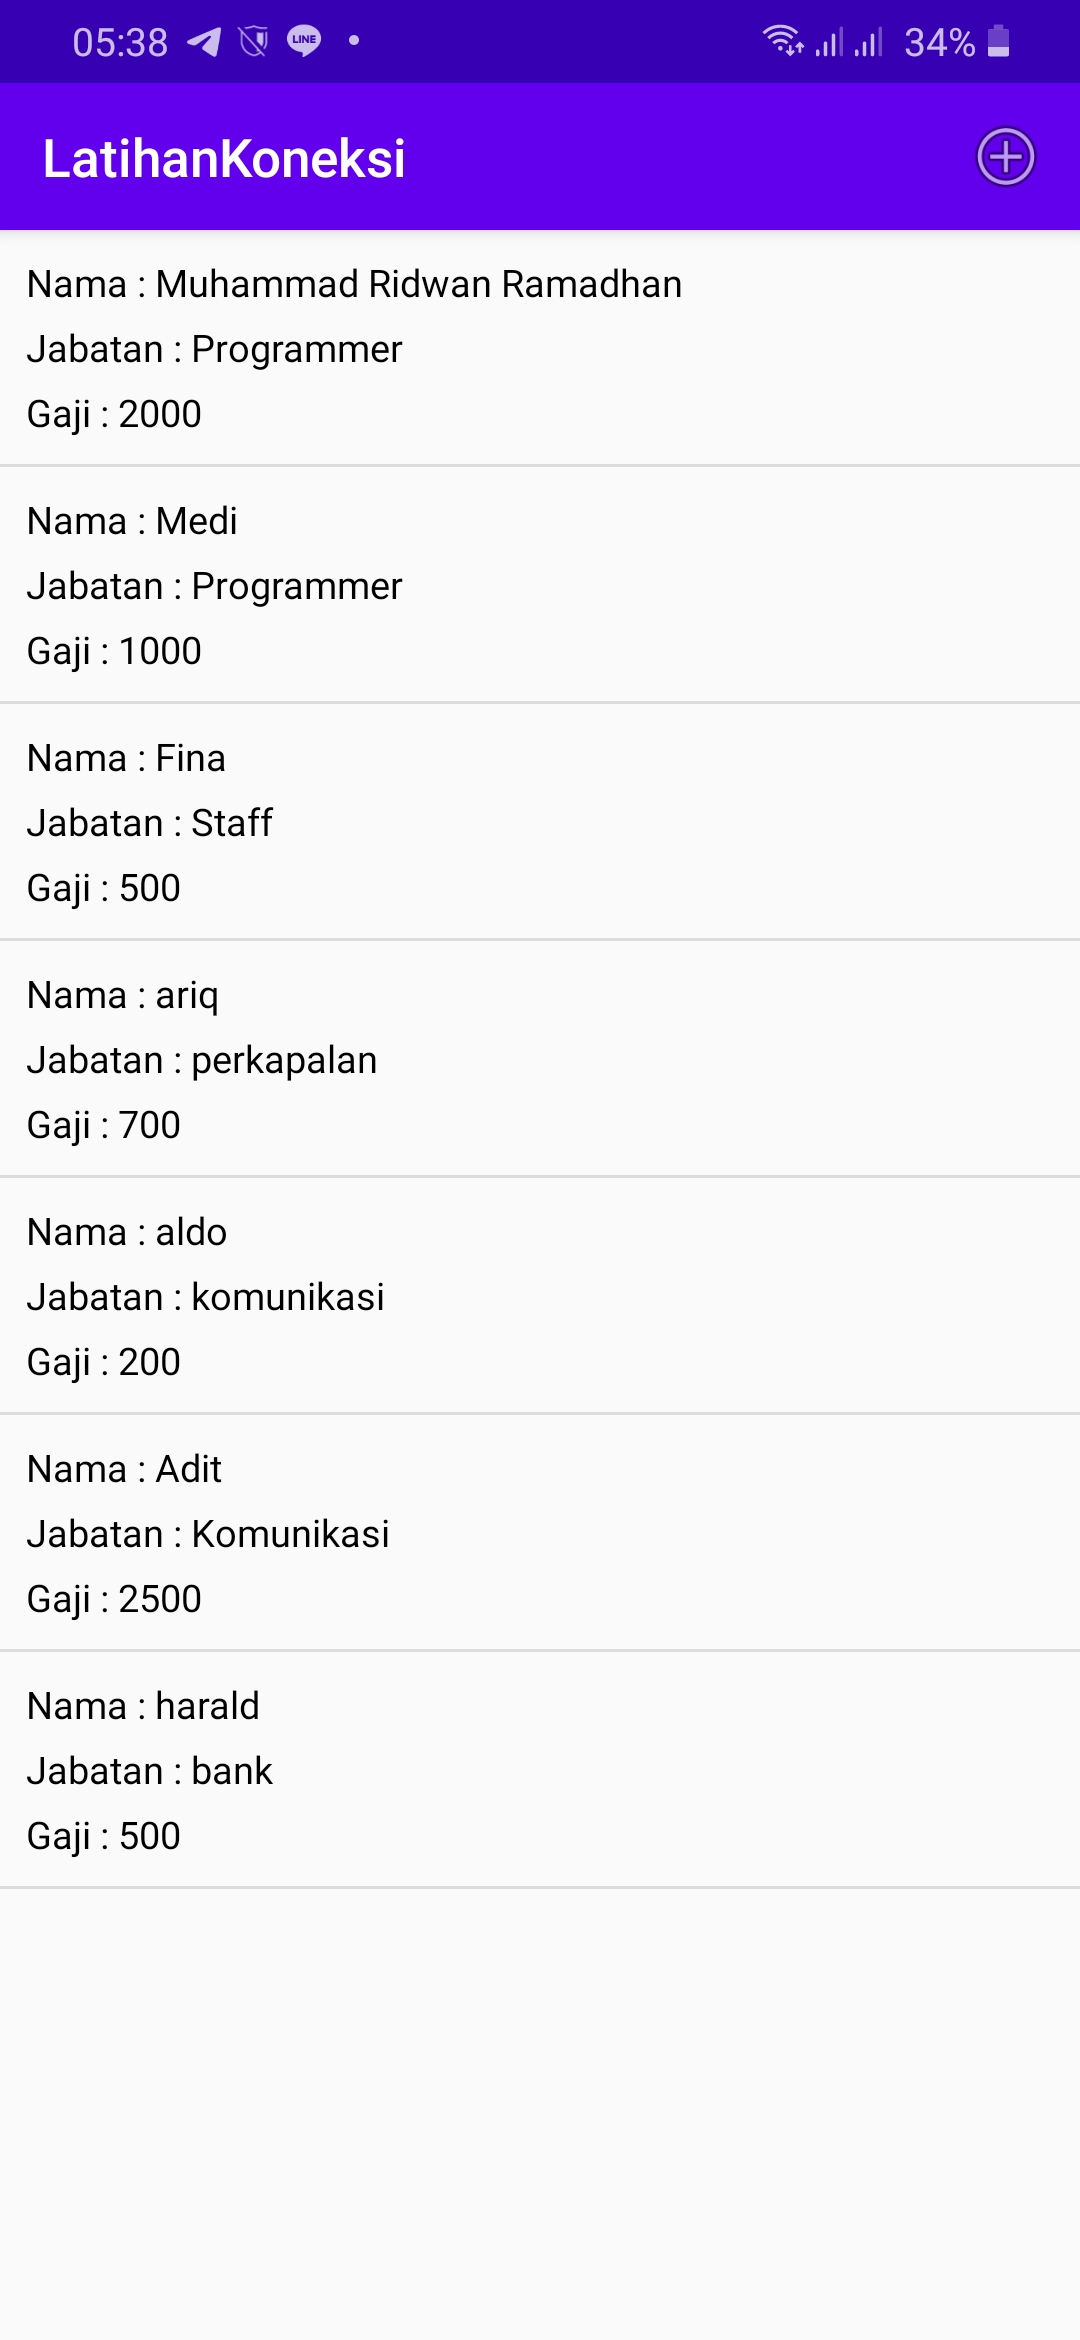 05:38 LINE 34%
LatihanKoneksi
Nama : Muhammad Ridwan Ramadhan
Jabatan : Programmer
Gaji : 2000
Nama : Medi
Jabatan : Programmer
Gaji : 1000
Nama : Fina
Jabatan : Staff
Gaji : 500
Nama : ariq
Jabatan : perkapalan
Gaji : 700
Nama : aldo
Jabatan : komunikasi
Gaji : 200
Nama : Adit
Jabatan : Komunikasi
Gaji : 2500
Nama : harald
Jabatan : bank
Gaji : 500